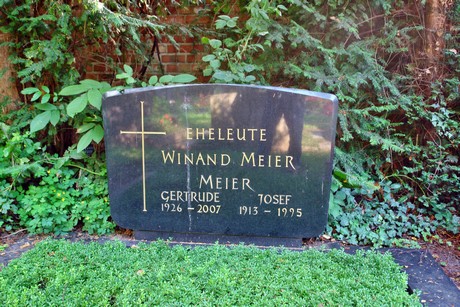 EHELEUTE
WINAND MEIER
MEIER
GERTRUDE JOSEF
1926 - 2007 1913 - 1995